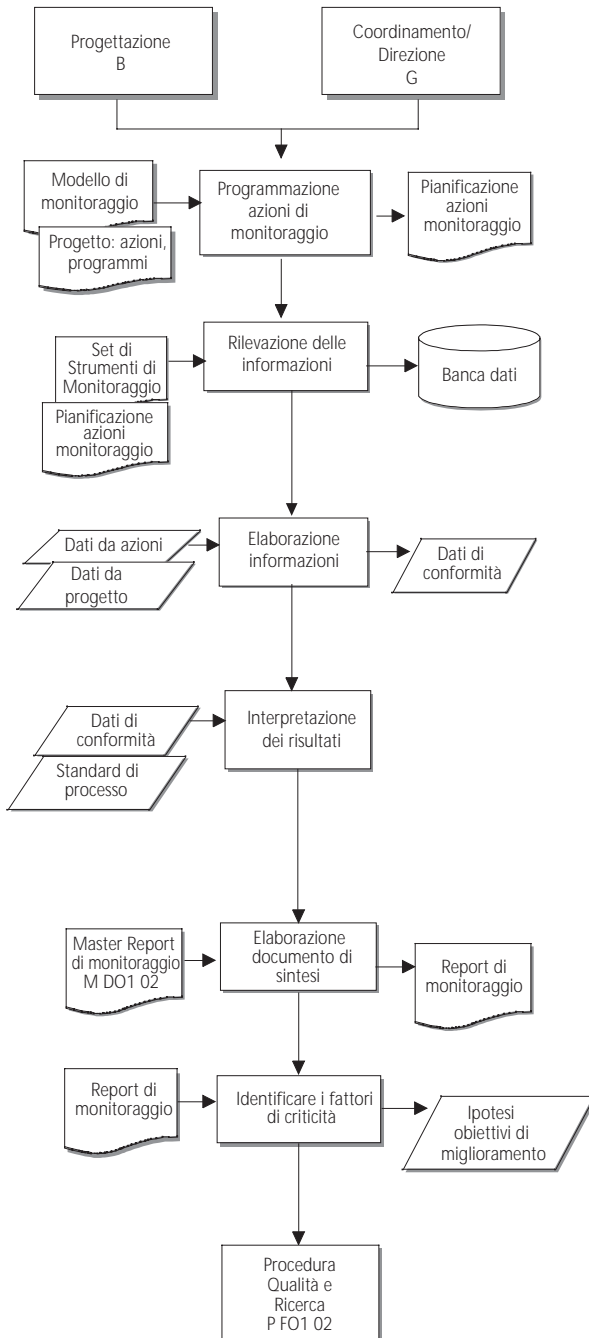 Progettazione
B
Coordinamento/
Direzione
G
Modello di
monitoraggio
Progetto: azioni,
programmi
Programmazione
azioni di
monitoraggio
Pianificazione
azioni
monitoraggio
Set di
Strumenti di
Monitoraggio
Pianificazione
azioni
monitoraggio
Rilevazione delle
informazioni
Banca dati
Dati da azioni
Dati da
progetto
Elaborazione
informazioni
Dati di
conformità
Dati di
conformità
Standard di
processo
Interpretazione
dei risultati
Master Report
di monitoraggio
M DO1 02
Elaborazione
documento di
sintesi
Report di
monitoraggio
Report di
monitoraggio
Identificare i fattori
di criticità
Ipotesi
obiettivi di
miglioramento
Procedura
Qualità e
Ricerca
P FO1 02